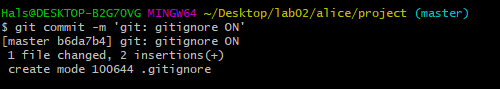 Hals@DESKTOP-B2G7OVG MINGW64 ~/Desktop/lab02/alice/project (master)
$ git commit -m 'git: gitignore ON'
[master b6da7b4] git: gitignore ON
 1 file changed, 2 insertions(+)
 create mode 100644 .gitignore